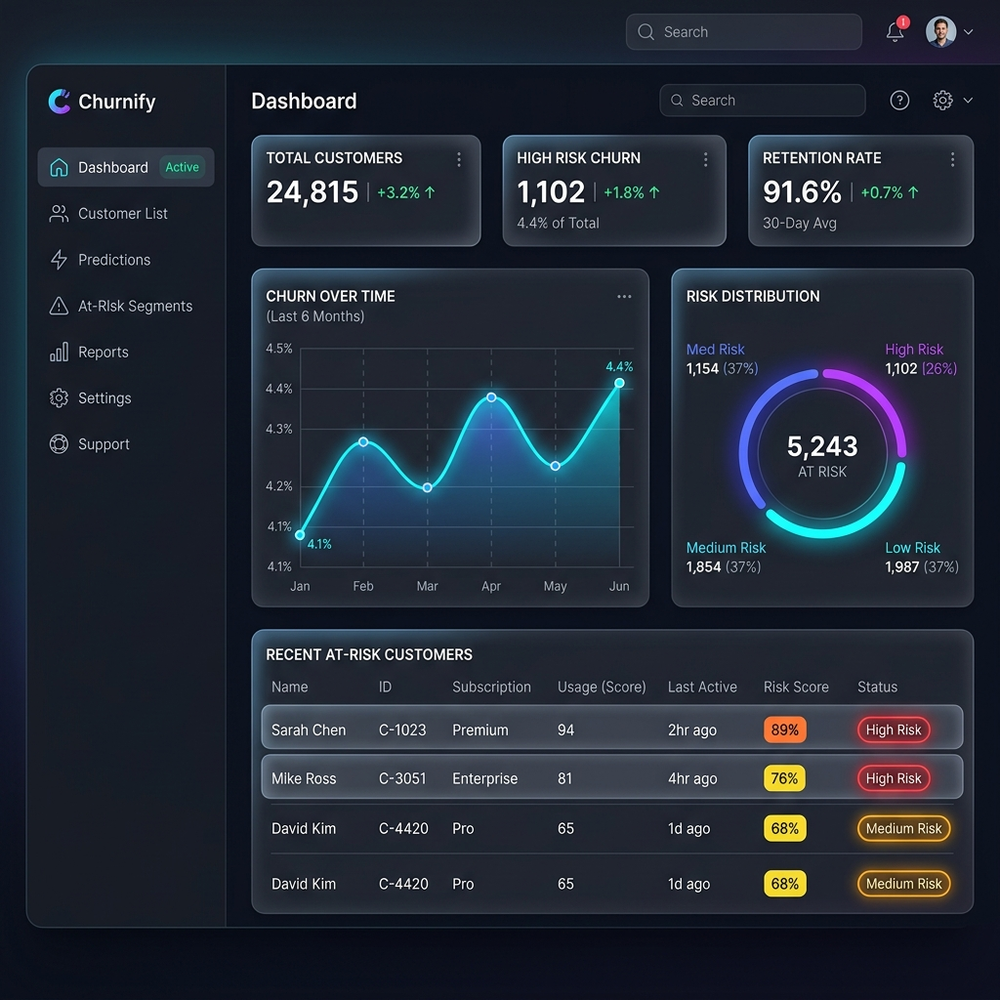 Search
1
Churnify
Dashboard Active
Customer List
Predictions
At-RIsk Segments
Reports
Settings
Support
Dashboard
Search
?
TOTAL CUSTOMERS
24,815 | +3.2% ↑
HIGH RISK CHURN
1,102 | +1.8% ↑
4.4% of Total
RETENTION RATE
91.6% | +0.7% ↑
30-Day Avg
CHURN OVER TIME
(Last 6 Months)
4.5%
4.4%
4.3%
4.2%
4.1%
4.1%
4.1%
4.4%
Jan Feb Mar Apr May Jun
RISK DISTRIBUTION
Med Risk
1,154 (37%)
High Risk
1,102 (26%)
5,243
AT RISK
Medium Risk
1,854 (37%)
Low Risk
1,987 (37%)
RECENT AT-RISK CUSTOMERS
Name ID Subscription Usage (Score) Last Active Risk Score Status
Sarah Chen C-1023 Premium 94 2hr ago 89% High Risk
Mike Ross C-3051 Enterprise 81 4hr ago 76% High Risk
David Kim C-4420 Pro 65 1d ago 68% Medium Risk
David Kim C-4420 Pro 65 1d ago 68% Medium Risk